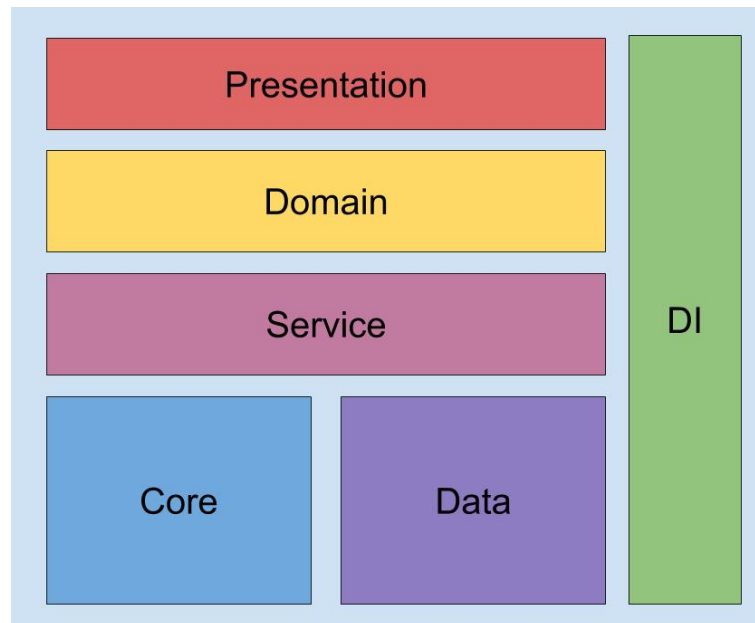 Presentation
Domain
Service
DI
Core
Data